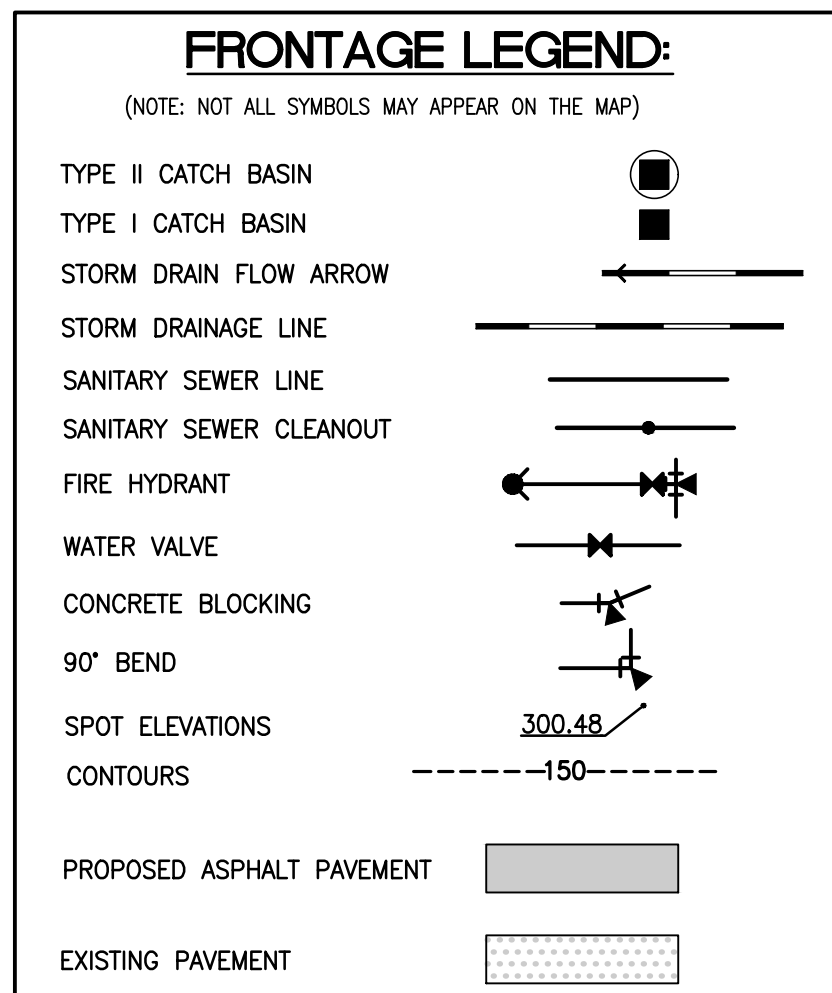 FRONTAGE LEGEND:
(NOTE: NOT ALL SYMBOLS MAY APPEAR ON THE MAP)
TYPE II CATCH BASIN
TYPE I CATCH BASIN
STORM DRAIN FLOW ARROW
STORM DRAINAGE LINE
SANITARY SEWER LINE
SANITARY SEWER CLEANOUT
FIRE HYDRANT
WATER VALVE
CONCRETE BLOCKING
90° BEND
SPOT ELEVATIONS 300.48
CONTOURS 150
PROPOSED ASPHALT PAVEMENT
EXISTING PAVEMENT